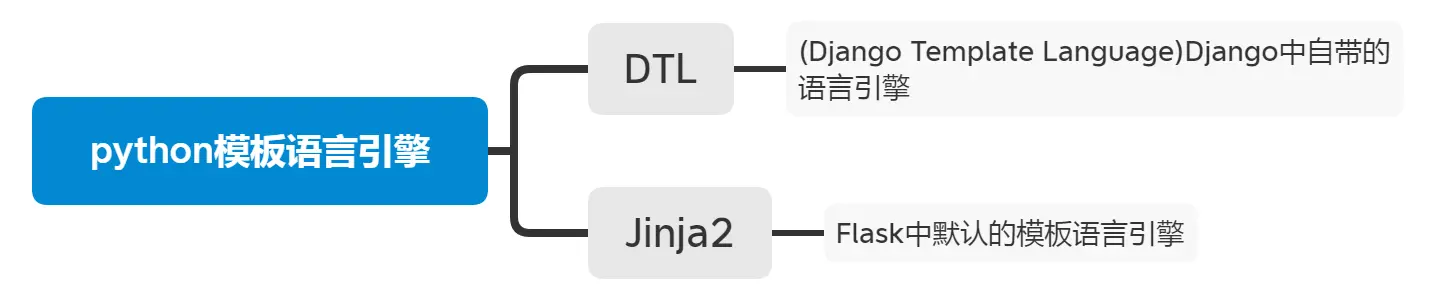 python模板语言引擎
DTL
(Django Template Language)Django中自带的
语言引擎
Jinja2
Flask中默认的模板语言引擎